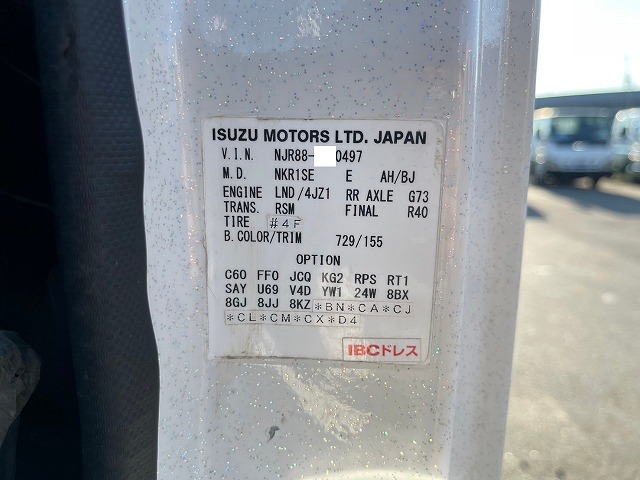 ISUZU MOTORS LTD. JAPAN
V.I.N. NJR88- 0497
M.D. NKR1SE E AH/BJ
ENGINE LND/4JZ1 RR AXLE G73
TRANS. RSM FINAL R40
TIRE #4F
B.COLOR/TRIM 729/155
OPTION
C60 FF0 JCQ KG2 RPS RT1
SAY U69 V4D YW1 24W 8BX
8GJ 8JJ 8KZ *BN*CA*CJ
*CL*CM*CX*D4
IBCドレス